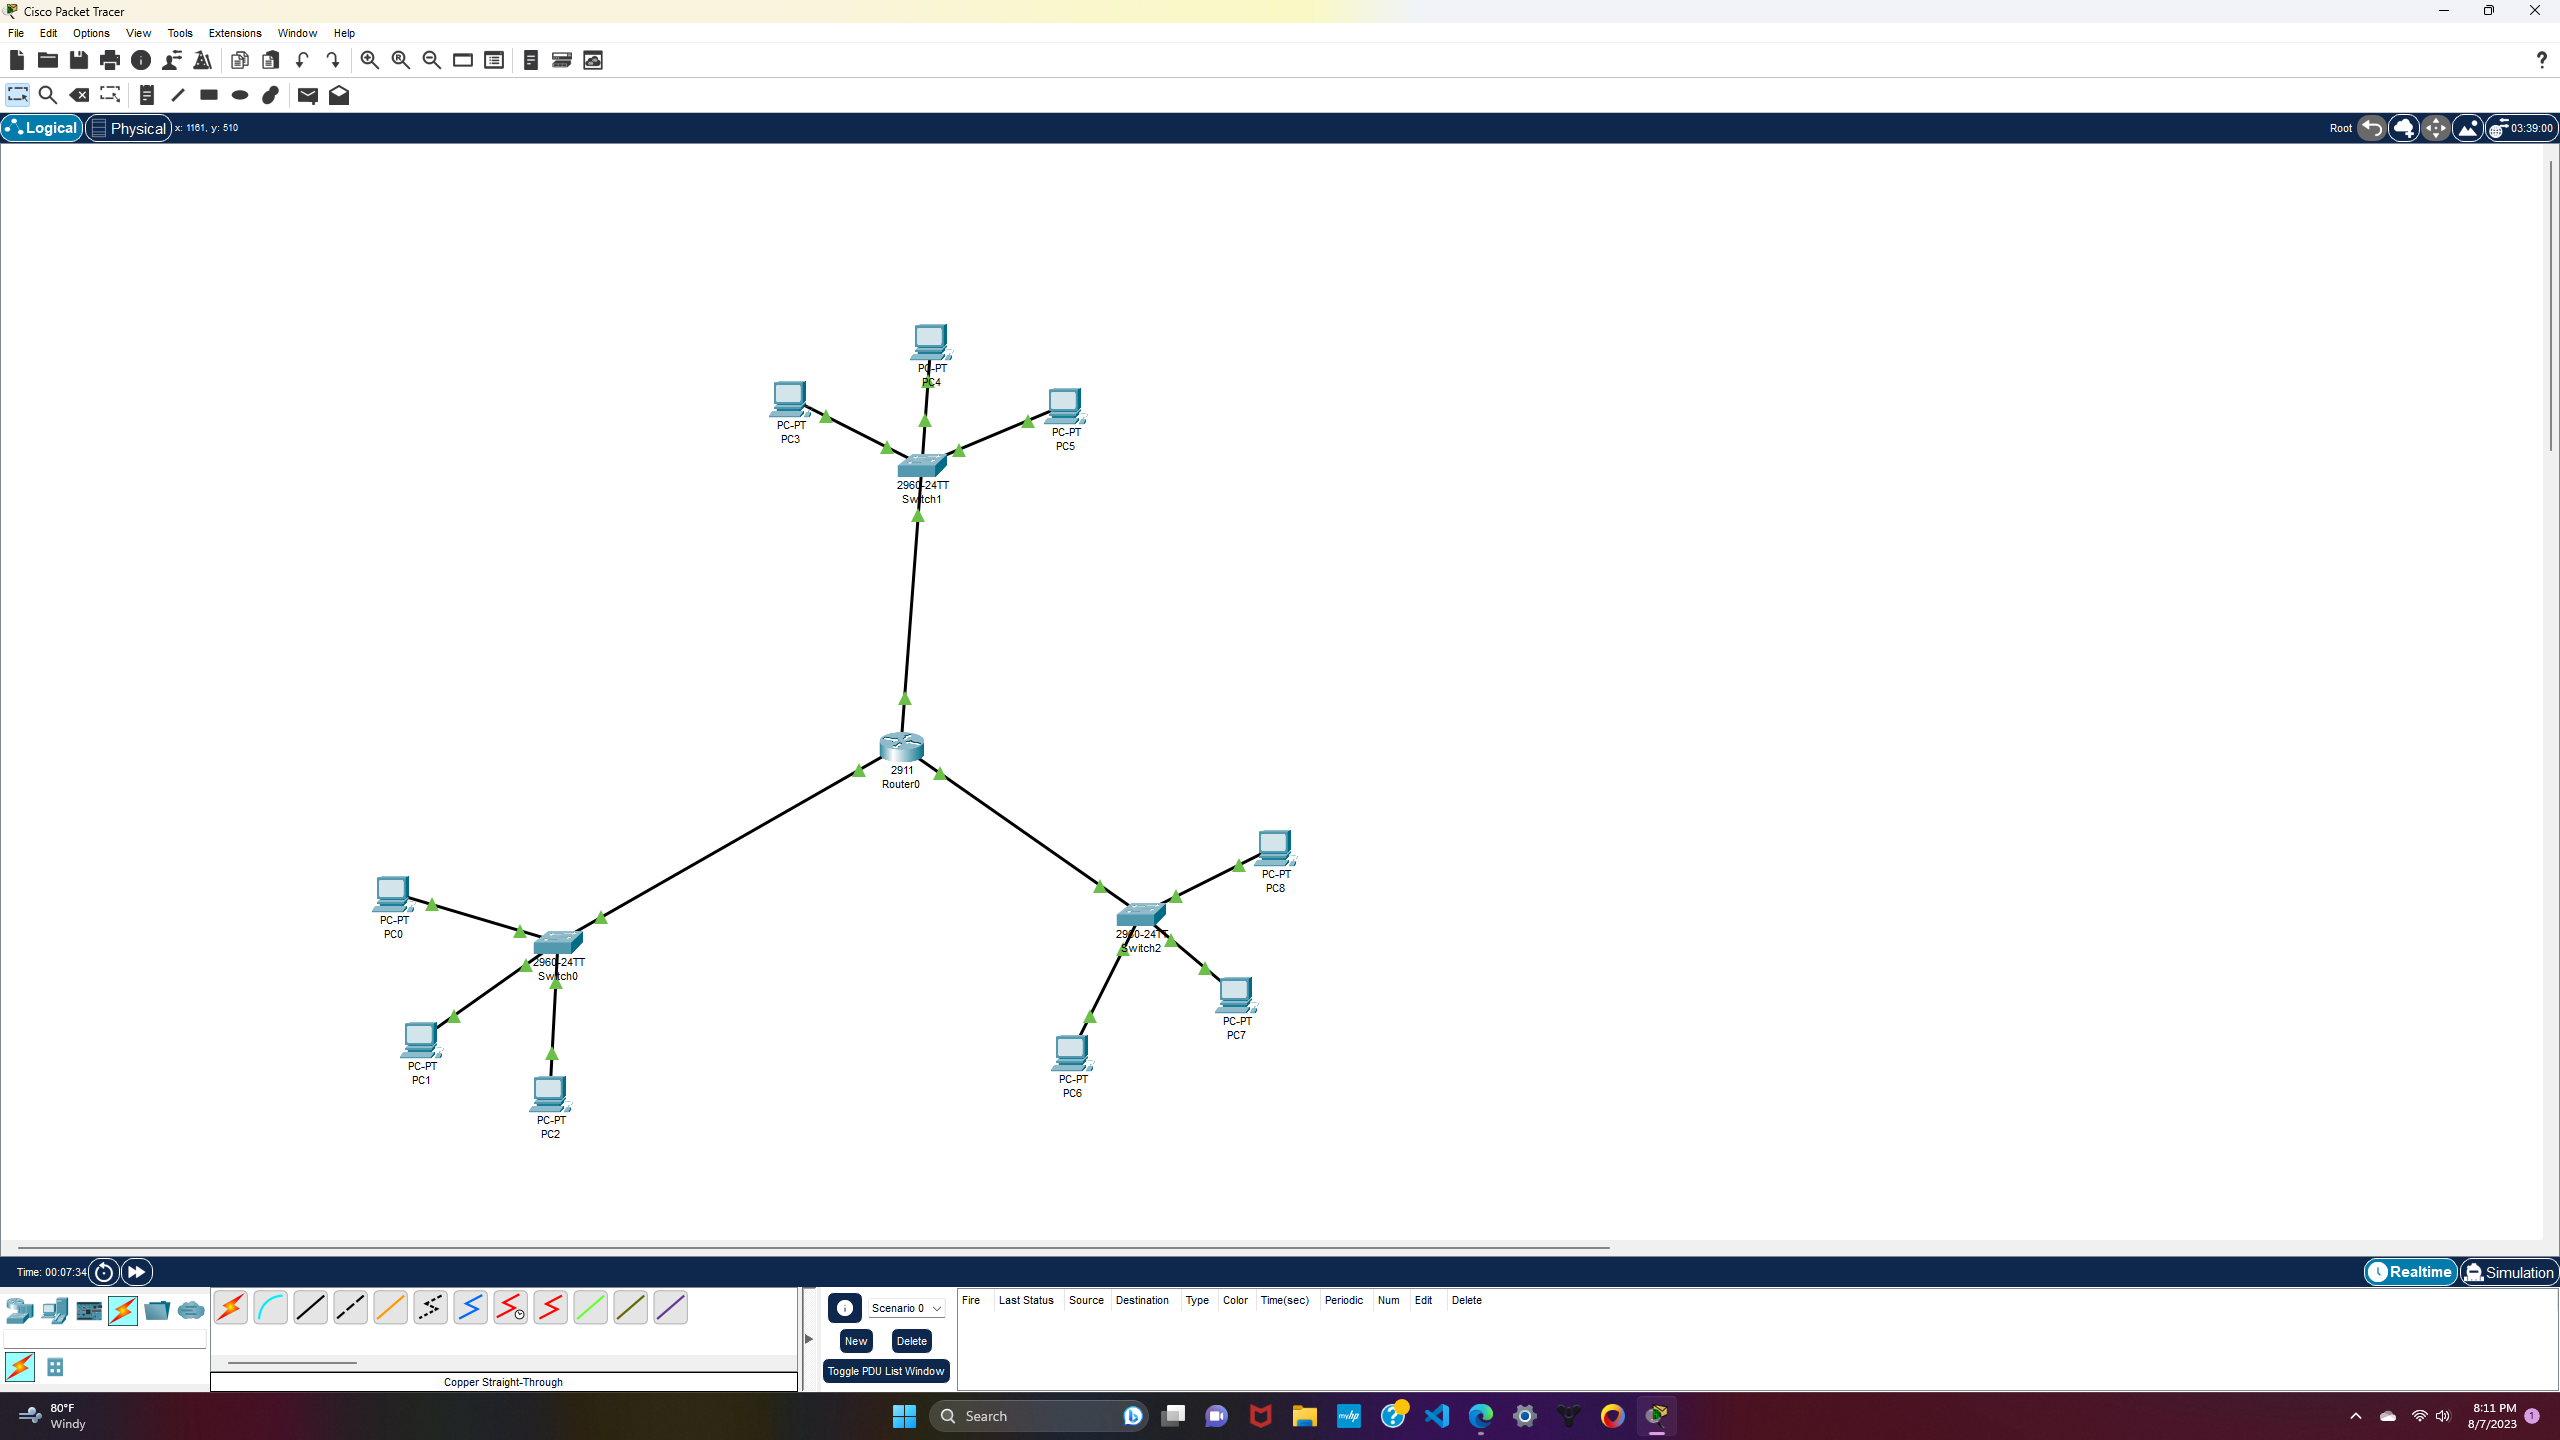 Cisco Packet Tracer
File Edit Options View Tools Extensions Window Help
?
Logical Physical x: 1161, y: 510 Root 03:39:00
PC-PT
PC4
PC-PT
PC3
PC-PT
PC5
2960-24TT
Switch1
2911
Router0
PC-PT
PC8
PC-PT
PC0
2960-24TT
Switch2
2960-24TT
Switch0
PC-PT
PC7
PC-PT
PC1
PC-PT
PC6
PC-PT
PC2
Time: 00:07:34 Realtime Simulation
Scenario 0
Fire Last Status Source Destination Type Color Time(sec) Periodic Num Edit Delete
New Delete
Toggle PDU List Window
Copper Straight-Through
80°F
Windy
Search
myhp
8:11 PM
8/7/2023
1